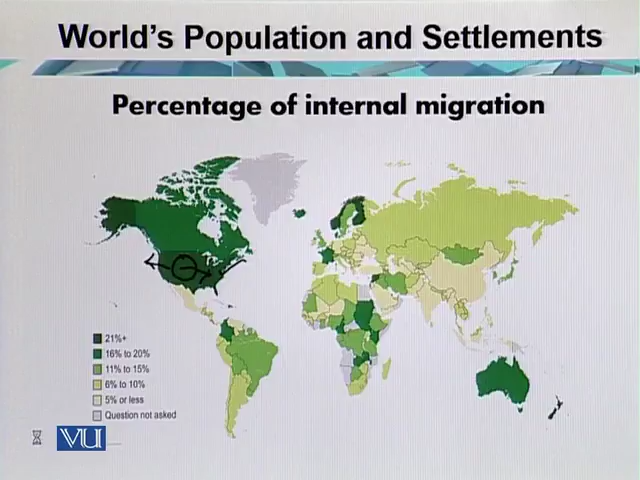 World's Population and Settlements
Percentage of internal migration
21%+
16% to 20%
11% to 15%
6% to 10%
5% or less
Question not asked
VU